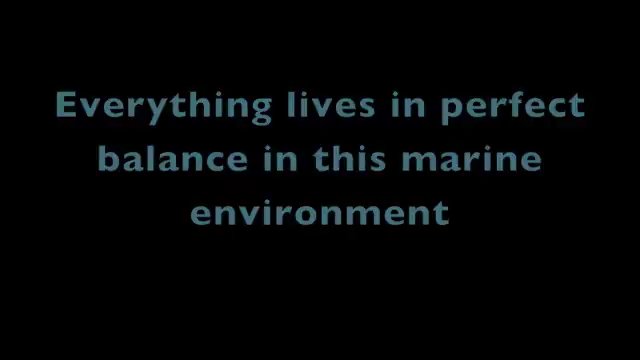 Everything lives in perfect
balance in this marine
environment